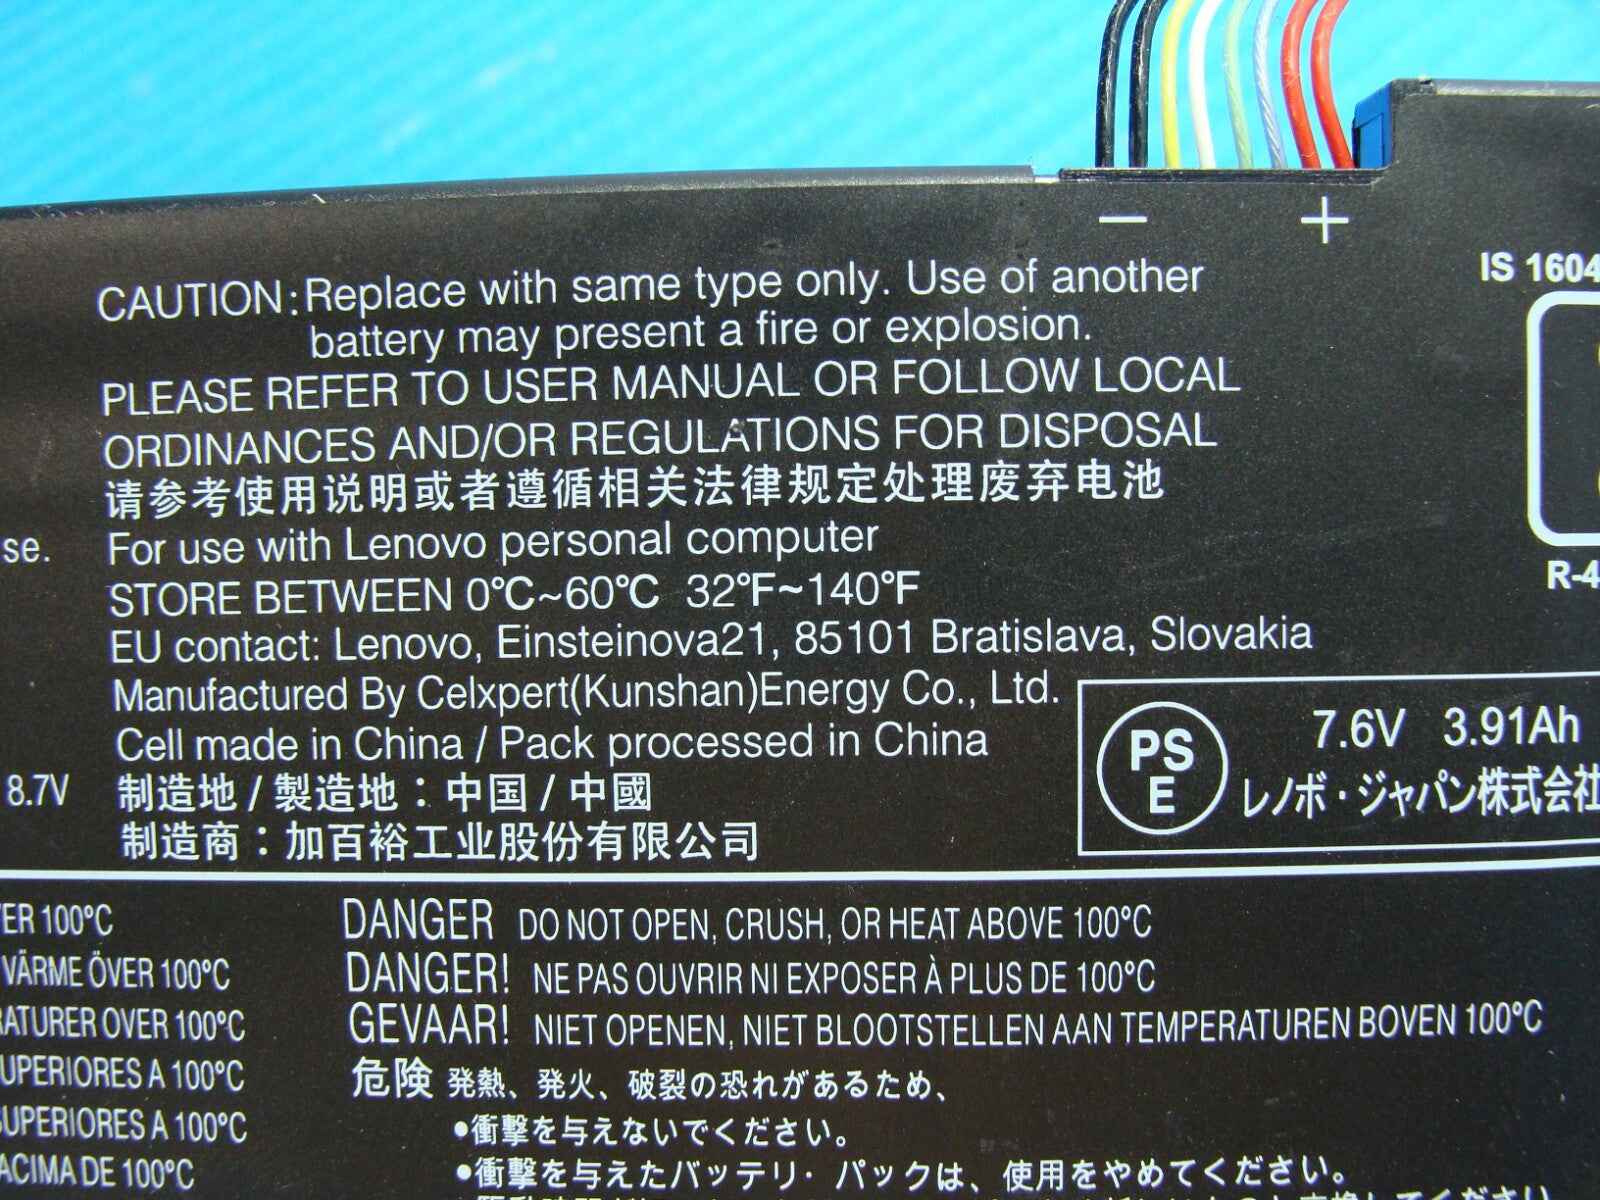 − +
IS 1604
CAUTION: Replace with same type only. Use of another
battery may present a fire or explosion.
PLEASE REFER TO USER MANUAL OR FOLLOW LOCAL
ORDINANCES AND/OR REGULATIONS FOR DISPOSAL
请参考使用说明或者遵循相关法律规定处理废弃电池
se.
For use with Lenovo personal computer
R-4
STORE BETWEEN 0℃~60℃ 32℉~140℉
EU contact: Lenovo, Einsteinova21, 85101 Bratislava, Slovakia
Manufactured By Celxpert(Kunshan)Energy Co., Ltd.
Cell made in China / Pack processed in China
8.7V
制造地 / 製造地：中国 / 中國
制造商：加百裕工业股份有限公司
PS
E
7.6V 3.91Ah
レノボ・ジャパン株式会社
ER 100°C
VÄRME ÖVER 100°C
RATURER OVER 100°C
SUPERIORES A 100°C
SUPERIORES A 100°C
ACIMA DE 100°C
DANGER DO NOT OPEN, CRUSH, OR HEAT ABOVE 100°C
DANGER! NE PAS OUVRIR NI EXPOSER À PLUS DE 100°C
GEVAAR! NIET OPENEN, NIET BLOOTSTELLEN AAN TEMPERATUREN BOVEN 100°C
危険 発熱、発火、破裂の恐れがあるため、
●衝撃を与えないでください。
●衝撃を与えたバッテリ・パックは、使用をやめてください。